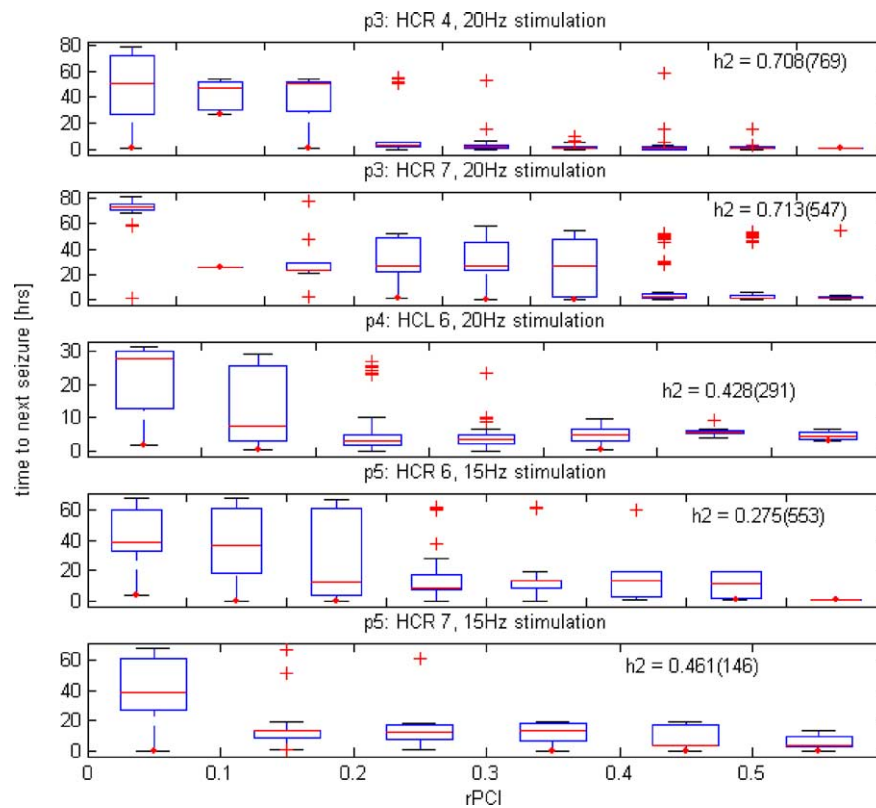 p3: HCR 4, 20Hz stimulation
80
60
40
20
0
h2 = 0.708(769)
p3: HCR 7, 20Hz stimulation
80
60
40
20
0
h2 = 0.713(547)
p4: HCL 6, 20Hz stimulation
30
20
10
0
h2 = 0.428(291)
time to next seizure [hrs]
p5: HCR 6, 15Hz stimulation
60
40
20
0
h2 = 0.275(553)
p5: HCR 7, 15Hz stimulation
60
40
20
0
h2 = 0.461(146)
0 0.1 0.2 0.3 0.4 0.5
rPCI